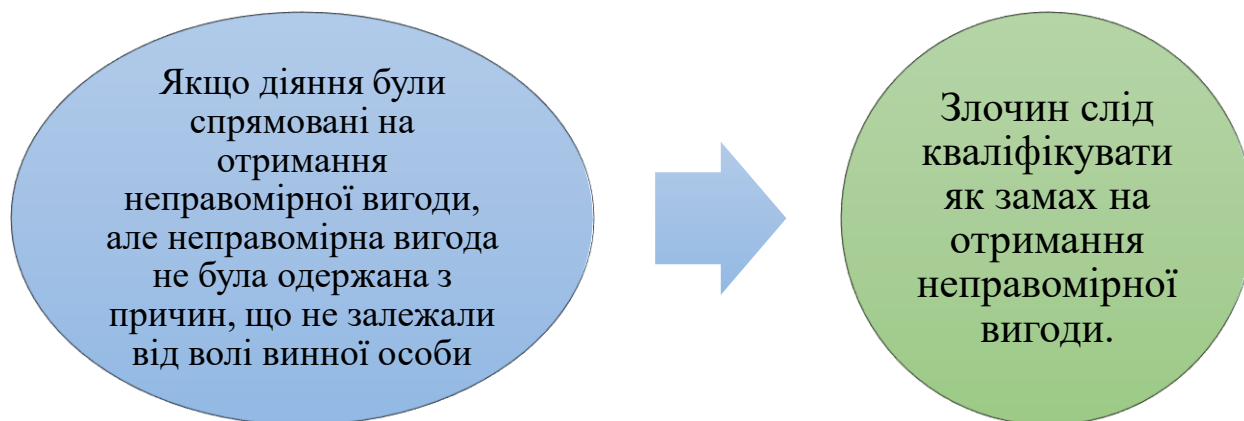 Якщо діяння були
спрямовані на
отримання
неправомірної вигоди,
але неправомірна вигода
не була одержана з
причин, що не залежали
від волі винної особи
Злочин слід
кваліфікувати
як замах на
отримання
неправомірної
вигоди.